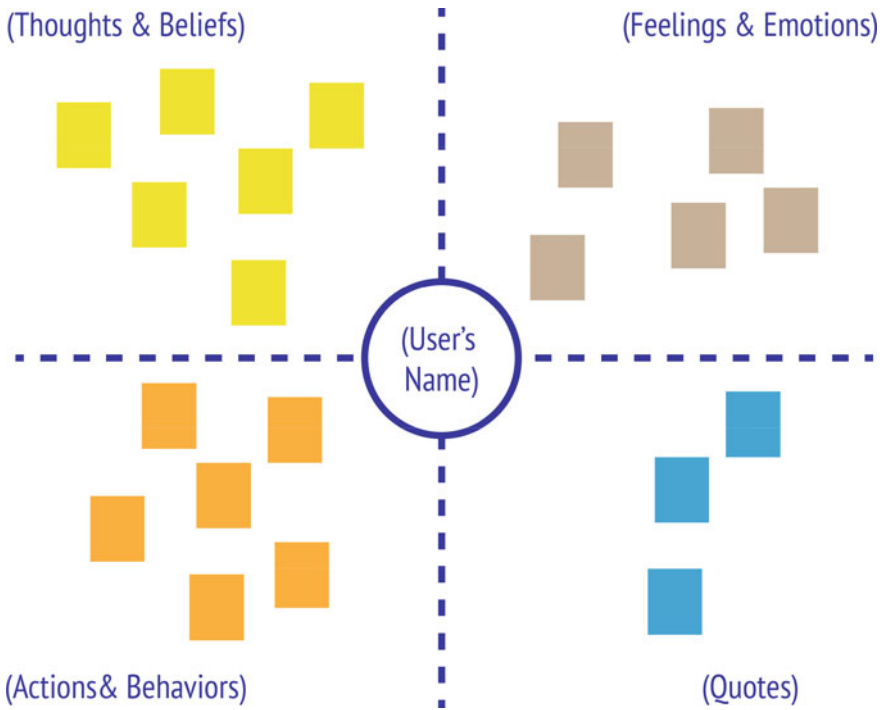 (Thoughts & Beliefs)
(Feelings & Emotions)
(User’s
Name)
(Actions& Behaviors)
(Quotes)